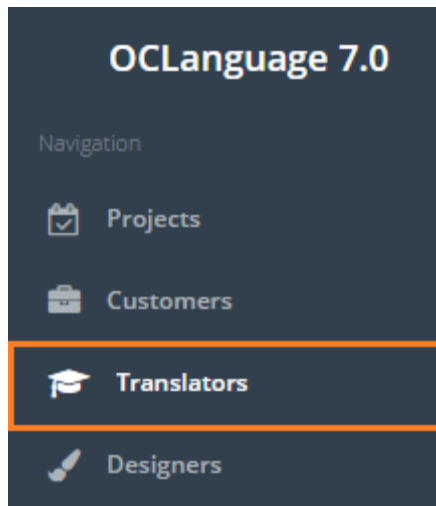 OCLanguage 7.0
Navigation
Projects
Customers
Translators
Designers